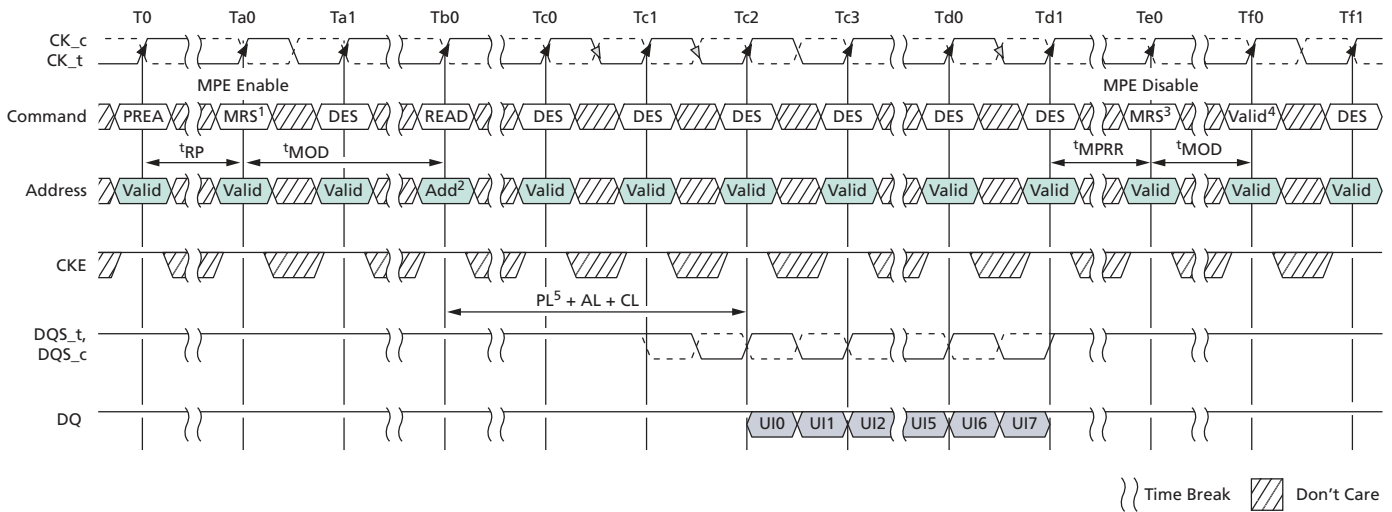 T0 Ta0 Ta1 Tb0 Tc0 Tc1 Tc2 Tc3 Td0 Td1 Te0 Tf0 Tf1
CK_c
CK_t
MPE Enable MPE Disable
Command PREA MRS¹ DES READ DES DES DES DES DES DES MRS³ Valid⁴ DES
tRP tMOD tMPRR tMOD
Address Valid Valid Valid Add² Valid Valid Valid Valid Valid Valid Valid Valid Valid
CKE
PL⁵ + AL + CL
DQS_t,
DQS_c
DQ UI0 UI1 UI2 UI5 UI6 UI7
Time Break Don't Care